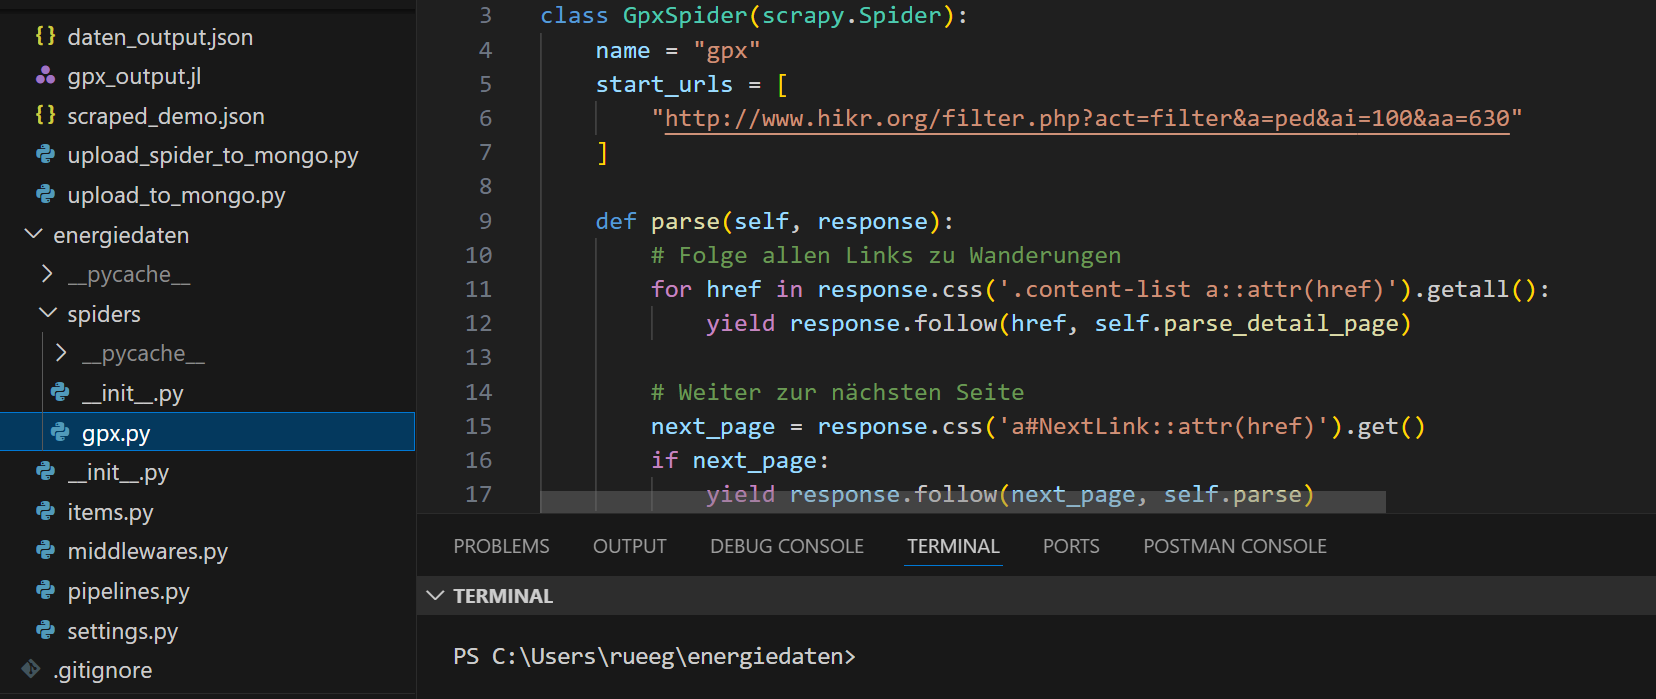 daten_output.json
gpx_output.jl
scraped_demo.json
upload_spider_to_mongo.py
upload_to_mongo.py
energiedaten
__pycache__
spiders
__pycache__
__init__.py
gpx.py
__init__.py
items.py
middlewares.py
pipelines.py
settings.py
.gitignore
3 class GpxSpider(scrapy.Spider):
4     name = "gpx"
5     start_urls = [
6         "http://www.hikr.org/filter.php?act=filter&a=ped&ai=100&aa=630"
7     ]
8
9     def parse(self, response):
10         # Folge allen Links zu Wanderungen
11         for href in response.css('.content-list a::attr(href)').getall():
12             yield response.follow(href, self.parse_detail_page)
13
14         # Weiter zur nächsten Seite
15         next_page = response.css('a#NextLink::attr(href)').get()
16         if next_page:
17             yield response.follow(next_page, self.parse)
PROBLEMS OUTPUT DEBUG CONSOLE TERMINAL PORTS POSTMAN CONSOLE
TERMINAL
PS C:\Users\rueeg\energiedaten>